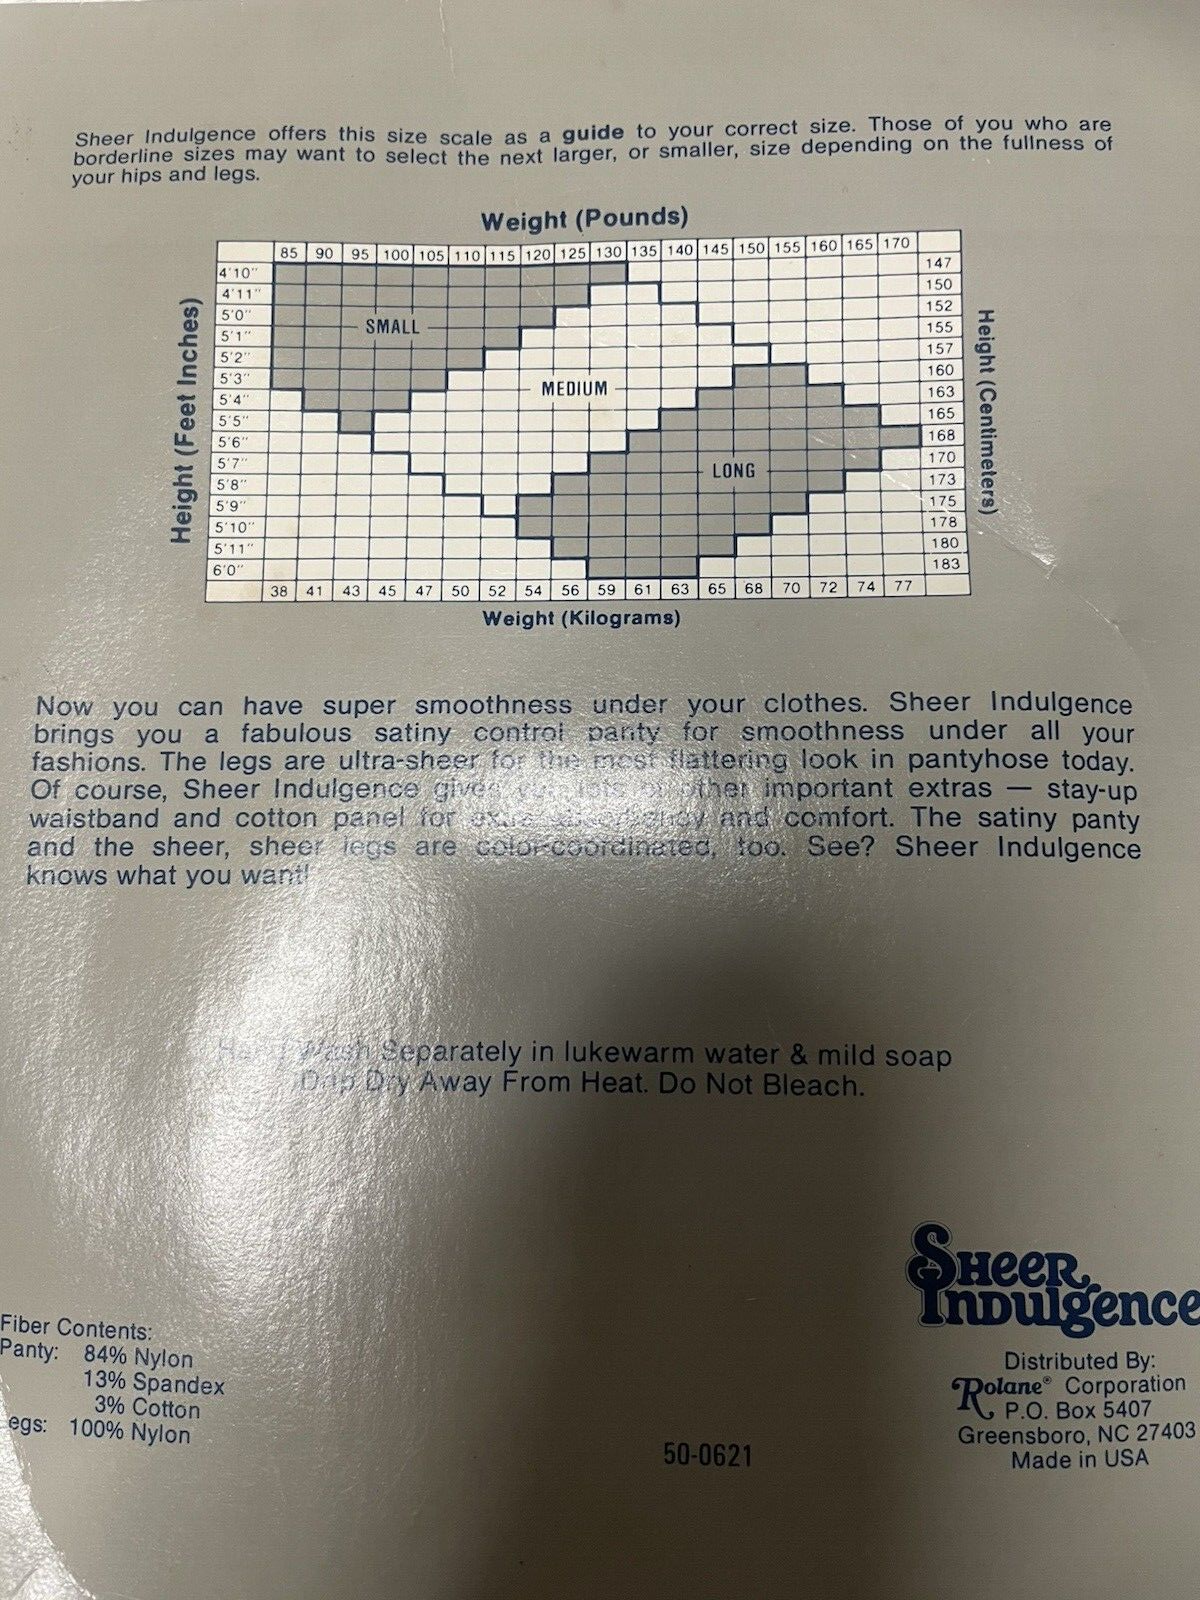 Sheer Indulgence offers this size scale as a guide to your correct size. Those of you who are
borderline sizes may want to select the next larger, or smaller, size depending on the fullness of
your hips and legs.
Weight (Pounds)
85 90 95 100 105 110 115 120 125 130 135 140 145 150 155 160 165 170
Height (Feet Inches)
Height (Centimeters)
4'10" 147
4'11" 150
5'0" 152
5'1" 155
5'2" 157
5'3" 160
5'4" 163
5'5" 165
5'6" 168
5'7" 170
5'8" 173
5'9" 175
5'10" 178
5'11" 180
6'0" 183
SMALL
MEDIUM
LONG
38 41 43 45 47 50 52 54 56 59 61 63 65 68 70 72 74 77
Weight (Kilograms)
Now you can have super smoothness under your clothes. Sheer Indulgence
brings you a fabulous satiny control panty for smoothness under all your
fashions. The legs are ultra-sheer for the most flattering look in pantyhose today.
Of course, Sheer Indulgence gives you lots of other important extras — stay-up
waistband and cotton panel for extra absorbency and comfort. The satiny panty
and the sheer, sheer legs are color-coordinated, too. See? Sheer Indulgence
knows what you want!
Hand Wash Separately in lukewarm water & mild soap
Drip Dry Away From Heat. Do Not Bleach.
Fiber Contents:
Panty: 84% Nylon
13% Spandex
3% Cotton
egs: 100% Nylon
50-0621
Sheer
Indulgence
Distributed By:
Rolane® Corporation
P.O. Box 5407
Greensboro, NC 27403
Made in USA